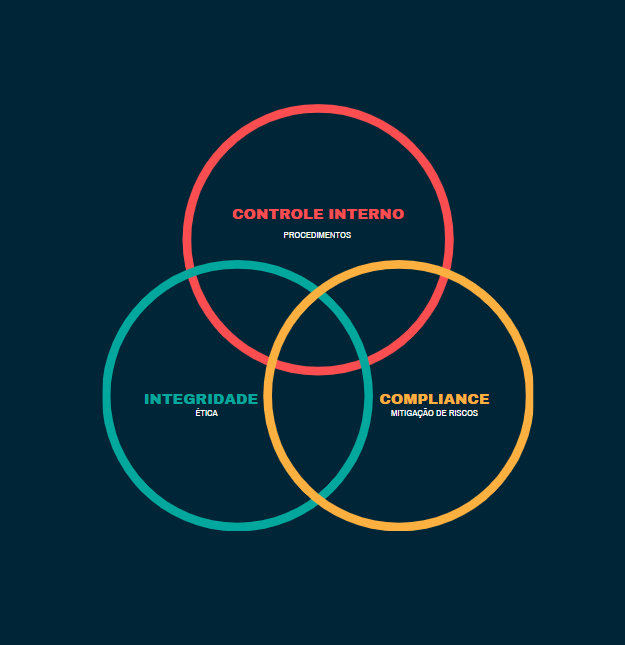 CONTROLE INTERNO
PROCEDIMENTOS
INTEGRIDADE
ÉTICA
COMPLIANCE
MITIGAÇÃO DE RISCOS